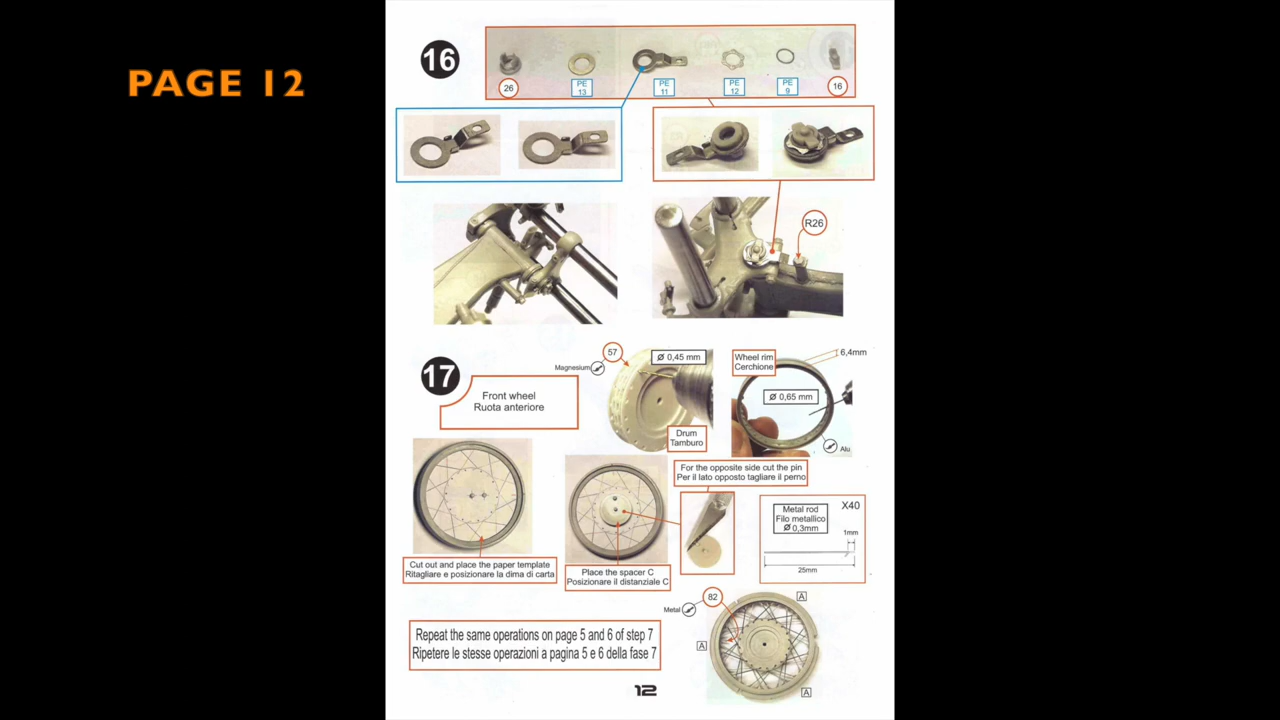 PAGE 12
16
26
PE
13
PE
11
PE
12
PE
9
16
R26
17
Front wheel
Ruota anteriore
57
Magnesium
Ø 0,45 mm
Drum
Tamburo
Wheel rim
Cerchione
6,4mm
Ø 0,65 mm
Alu
For the opposite side cut the pin
Per il lato opposto tagliare il perno
Cut out and place the paper template
Ritagliare e posizionare la dima di carta
Place the spacer C
Posizionare il distanziale C
X40
Metal rod
Filo metallico
Ø 0,3mm
1mm
25mm
82
Metal
A
A
A
Repeat the same operations on page 5 and 6 of step 7
Ripetere le stesse operazioni a pagina 5 e 6 della fase 7
12